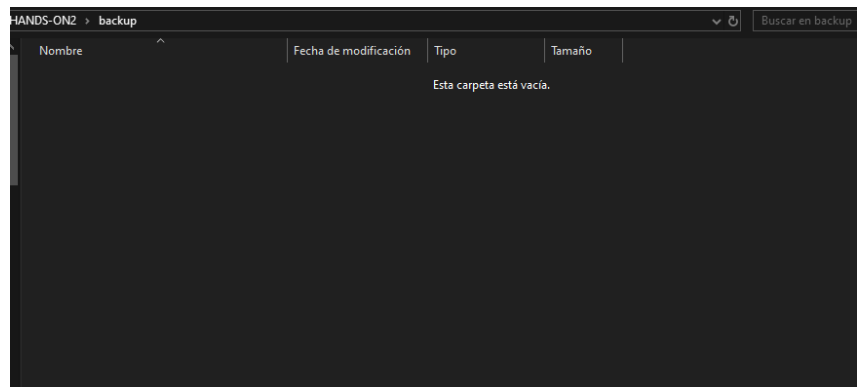 HANDS-ON2 > backup
Buscar en backup
Nombre
Fecha de modificación
Tipo
Tamaño
Esta carpeta está vacía.